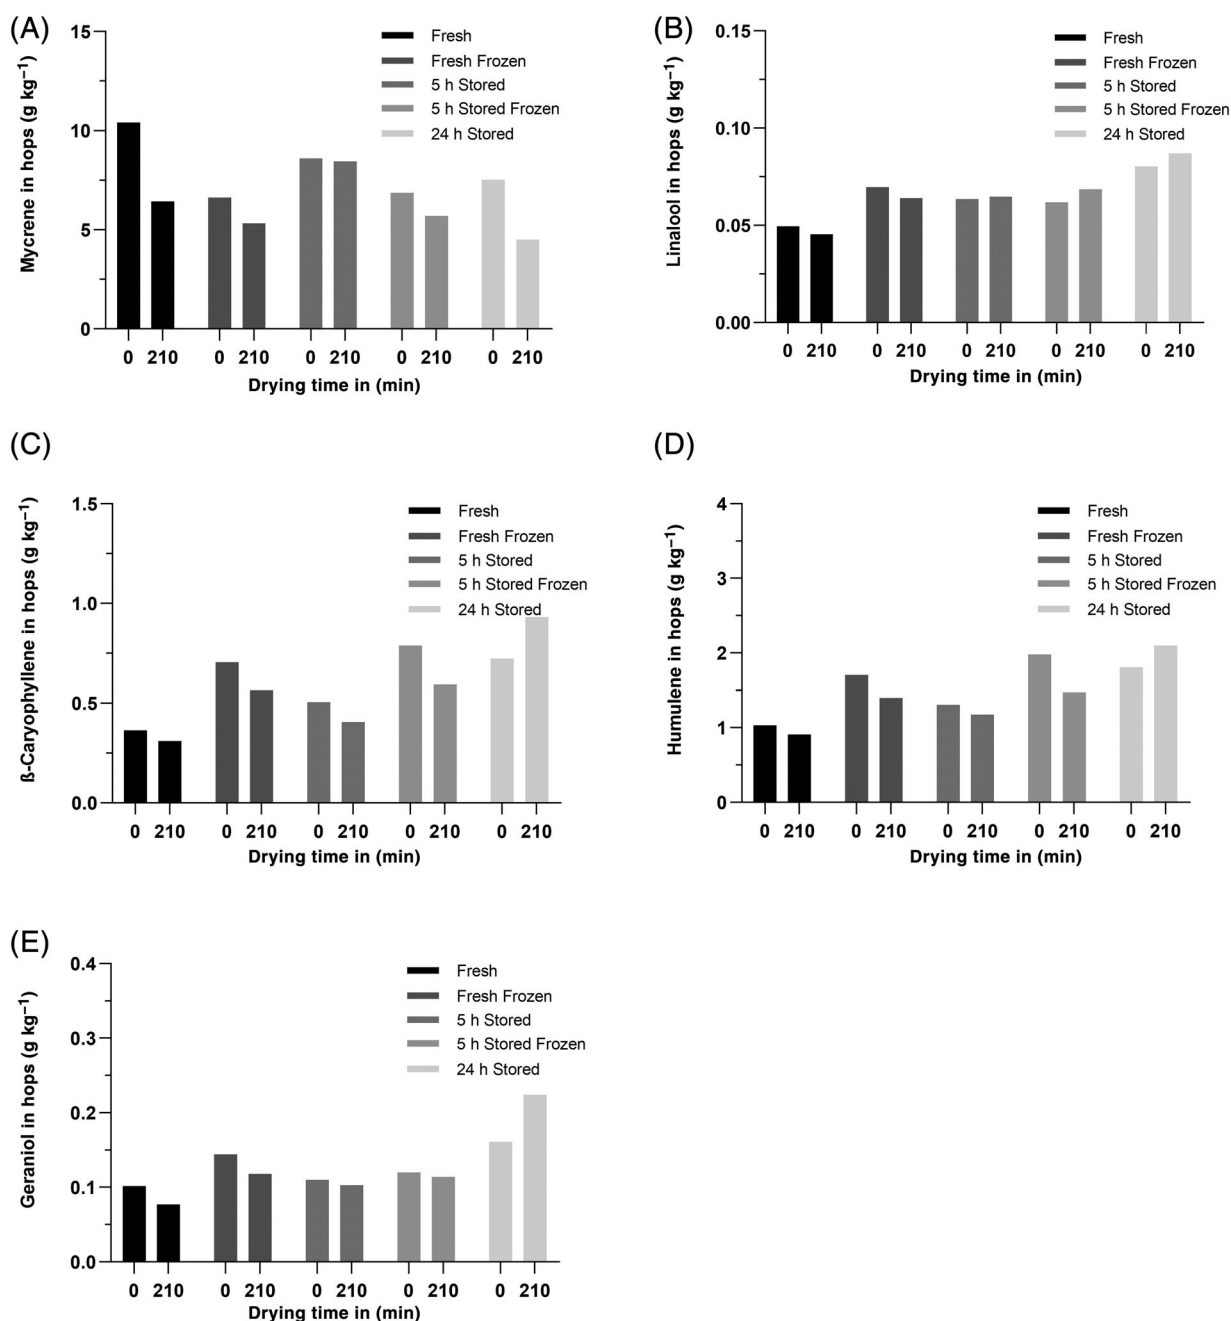 (A)
Mycrene in hops (g kg⁻¹)
15
10
5
0
Fresh
Fresh Frozen
5 h Stored
5 h Stored Frozen
24 h Stored
0 210 0 210 0 210 0 210 0 210
Drying time in (min)
(B)
Linalool in hops (g kg⁻¹)
0.15
0.10
0.05
0.00
Fresh
Fresh Frozen
5 h Stored
5 h Stored Frozen
24 h Stored
0 210 0 210 0 210 0 210 0 210
Drying time in (min)
(C)
ß-Caryophyllene in hops (g kg⁻¹)
1.5
1.0
0.5
0.0
Fresh
Fresh Frozen
5 h Stored
5 h Stored Frozen
24 h Stored
0 210 0 210 0 210 0 210 0 210
Drying time in (min)
(D)
Humulene in hops (g kg⁻¹)
4
3
2
1
0
Fresh
Fresh Frozen
5 h Stored
5 h Stored Frozen
24 h Stored
0 210 0 210 0 210 0 210 0 210
Drying time in (min)
(E)
Geraniol in hops (g kg⁻¹)
0.4
0.3
0.2
0.1
0.0
Fresh
Fresh Frozen
5 h Stored
5 h Stored Frozen
24 h Stored
0 210 0 210 0 210 0 210 0 210
Drying time in (min)